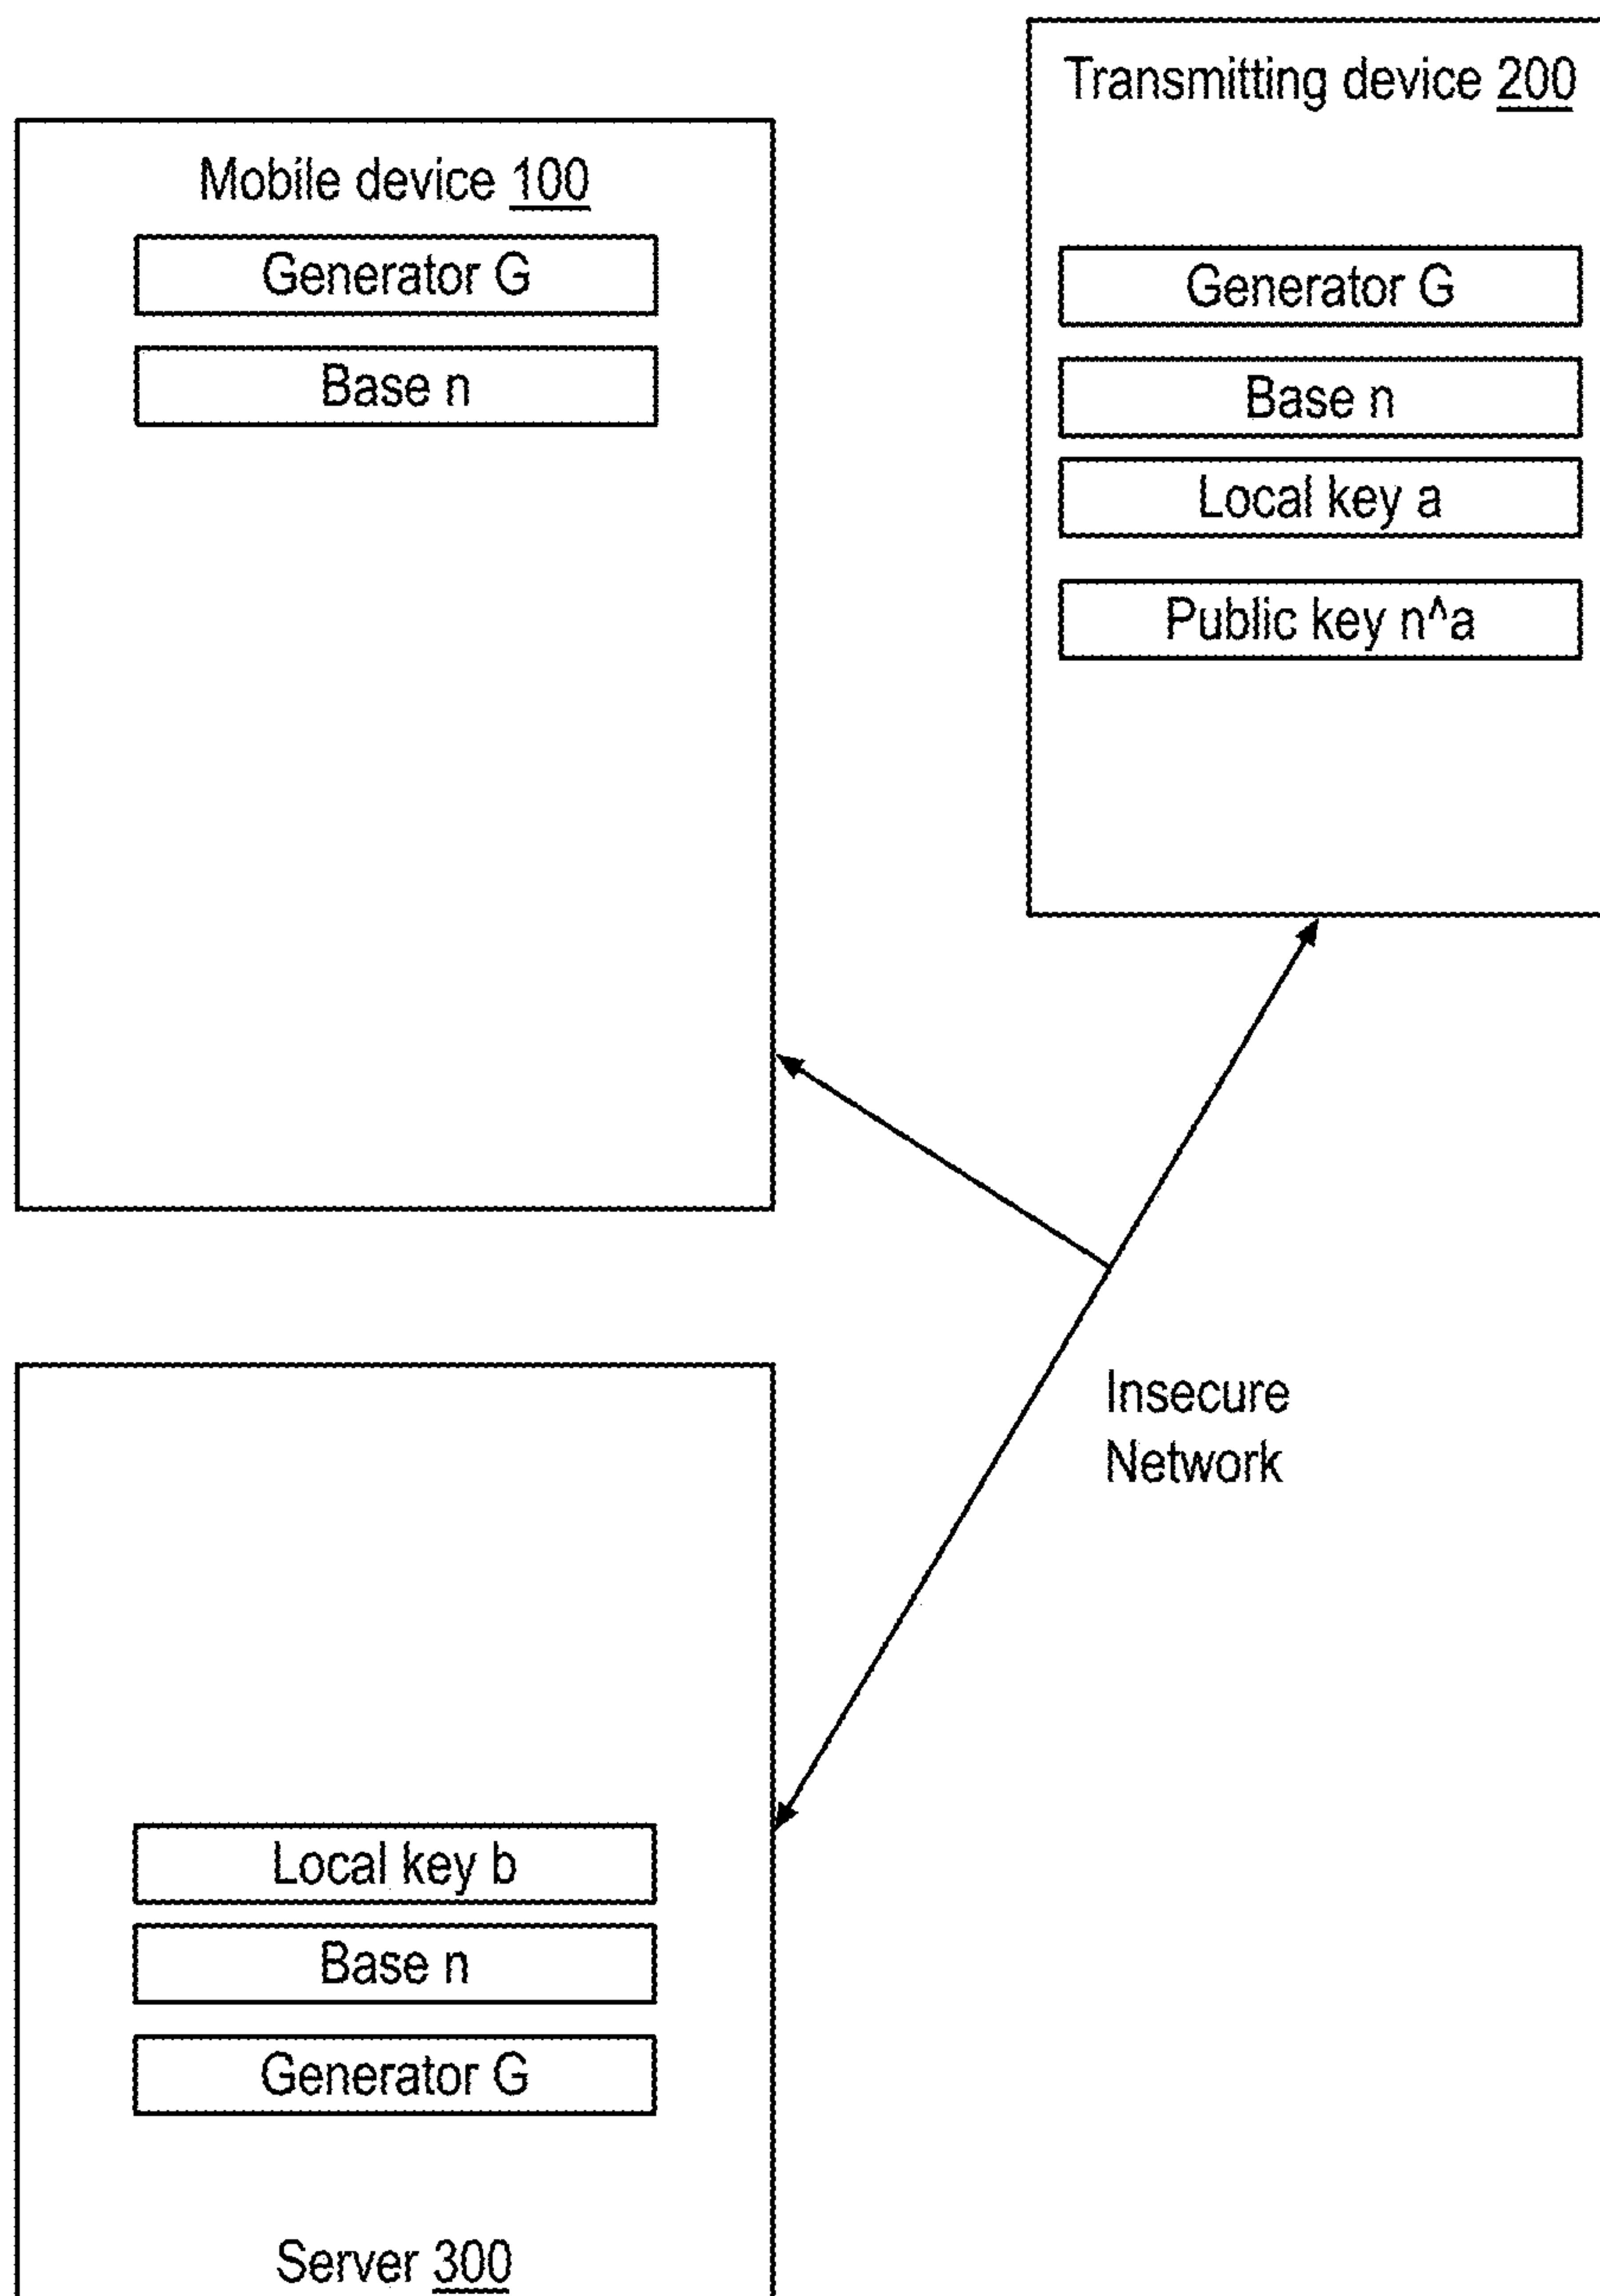 Transmitting device 200
Generator G
Base n
Local key a
Public key n^a
Mobile device 100
Generator G
Base n
Insecure
Network
Local key b
Base n
Generator G
Server 300